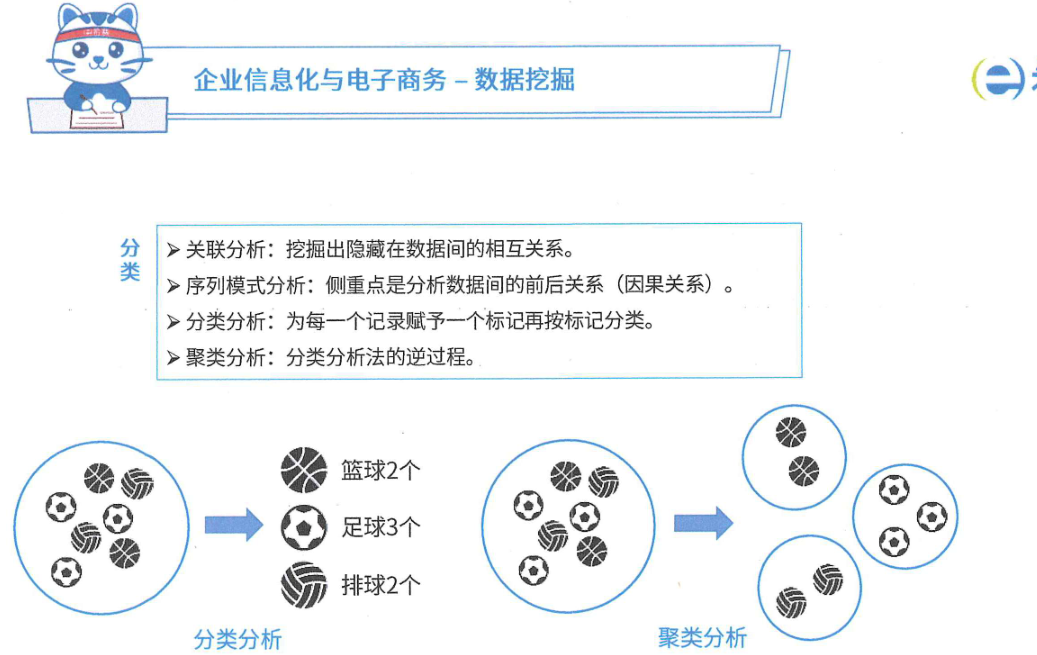 企业信息化与电子商务 – 数据挖掘
分类
➢ 关联分析：挖掘出隐藏在数据间的相互关系。
➢ 序列模式分析：侧重点是分析数据间的前后关系（因果关系）。
➢ 分类分析：为每一个记录赋予一个标记再按标记分类。
➢ 聚类分析：分类分析法的逆过程。
篮球2个
足球3个
排球2个
分类分析
聚类分析